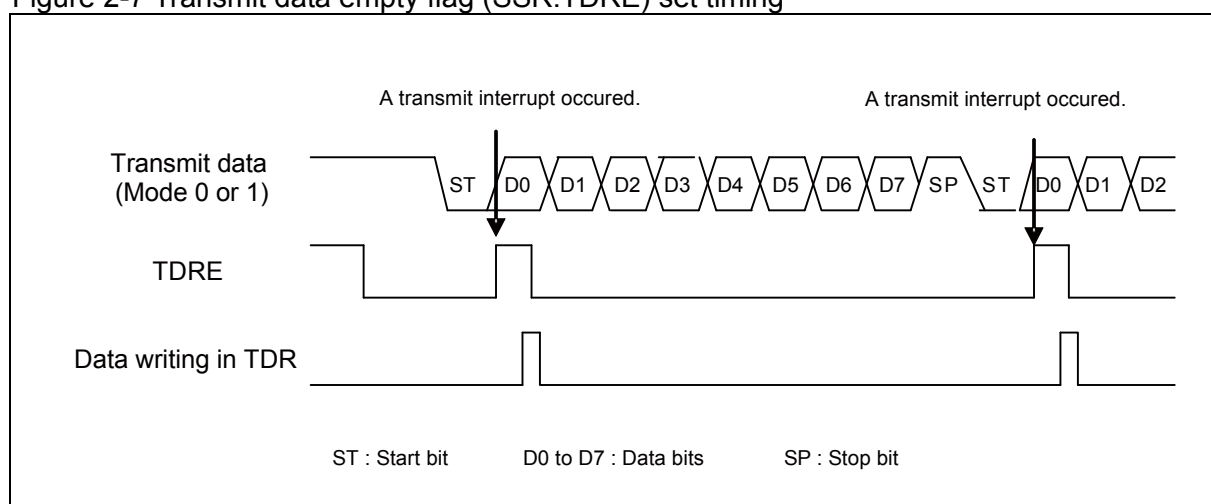 Figure 2-7 Transmit data empty flag (SSR:TDRE) set timing
A transmit interrupt occured. A transmit interrupt occured.
Transmit data
(Mode 0 or 1)
ST D0 D1 D2 D3 D4 D5 D6 D7 SP ST D0 D1 D2
TDRE
Data writing in TDR
ST : Start bit D0 to D7 : Data bits SP : Stop bit